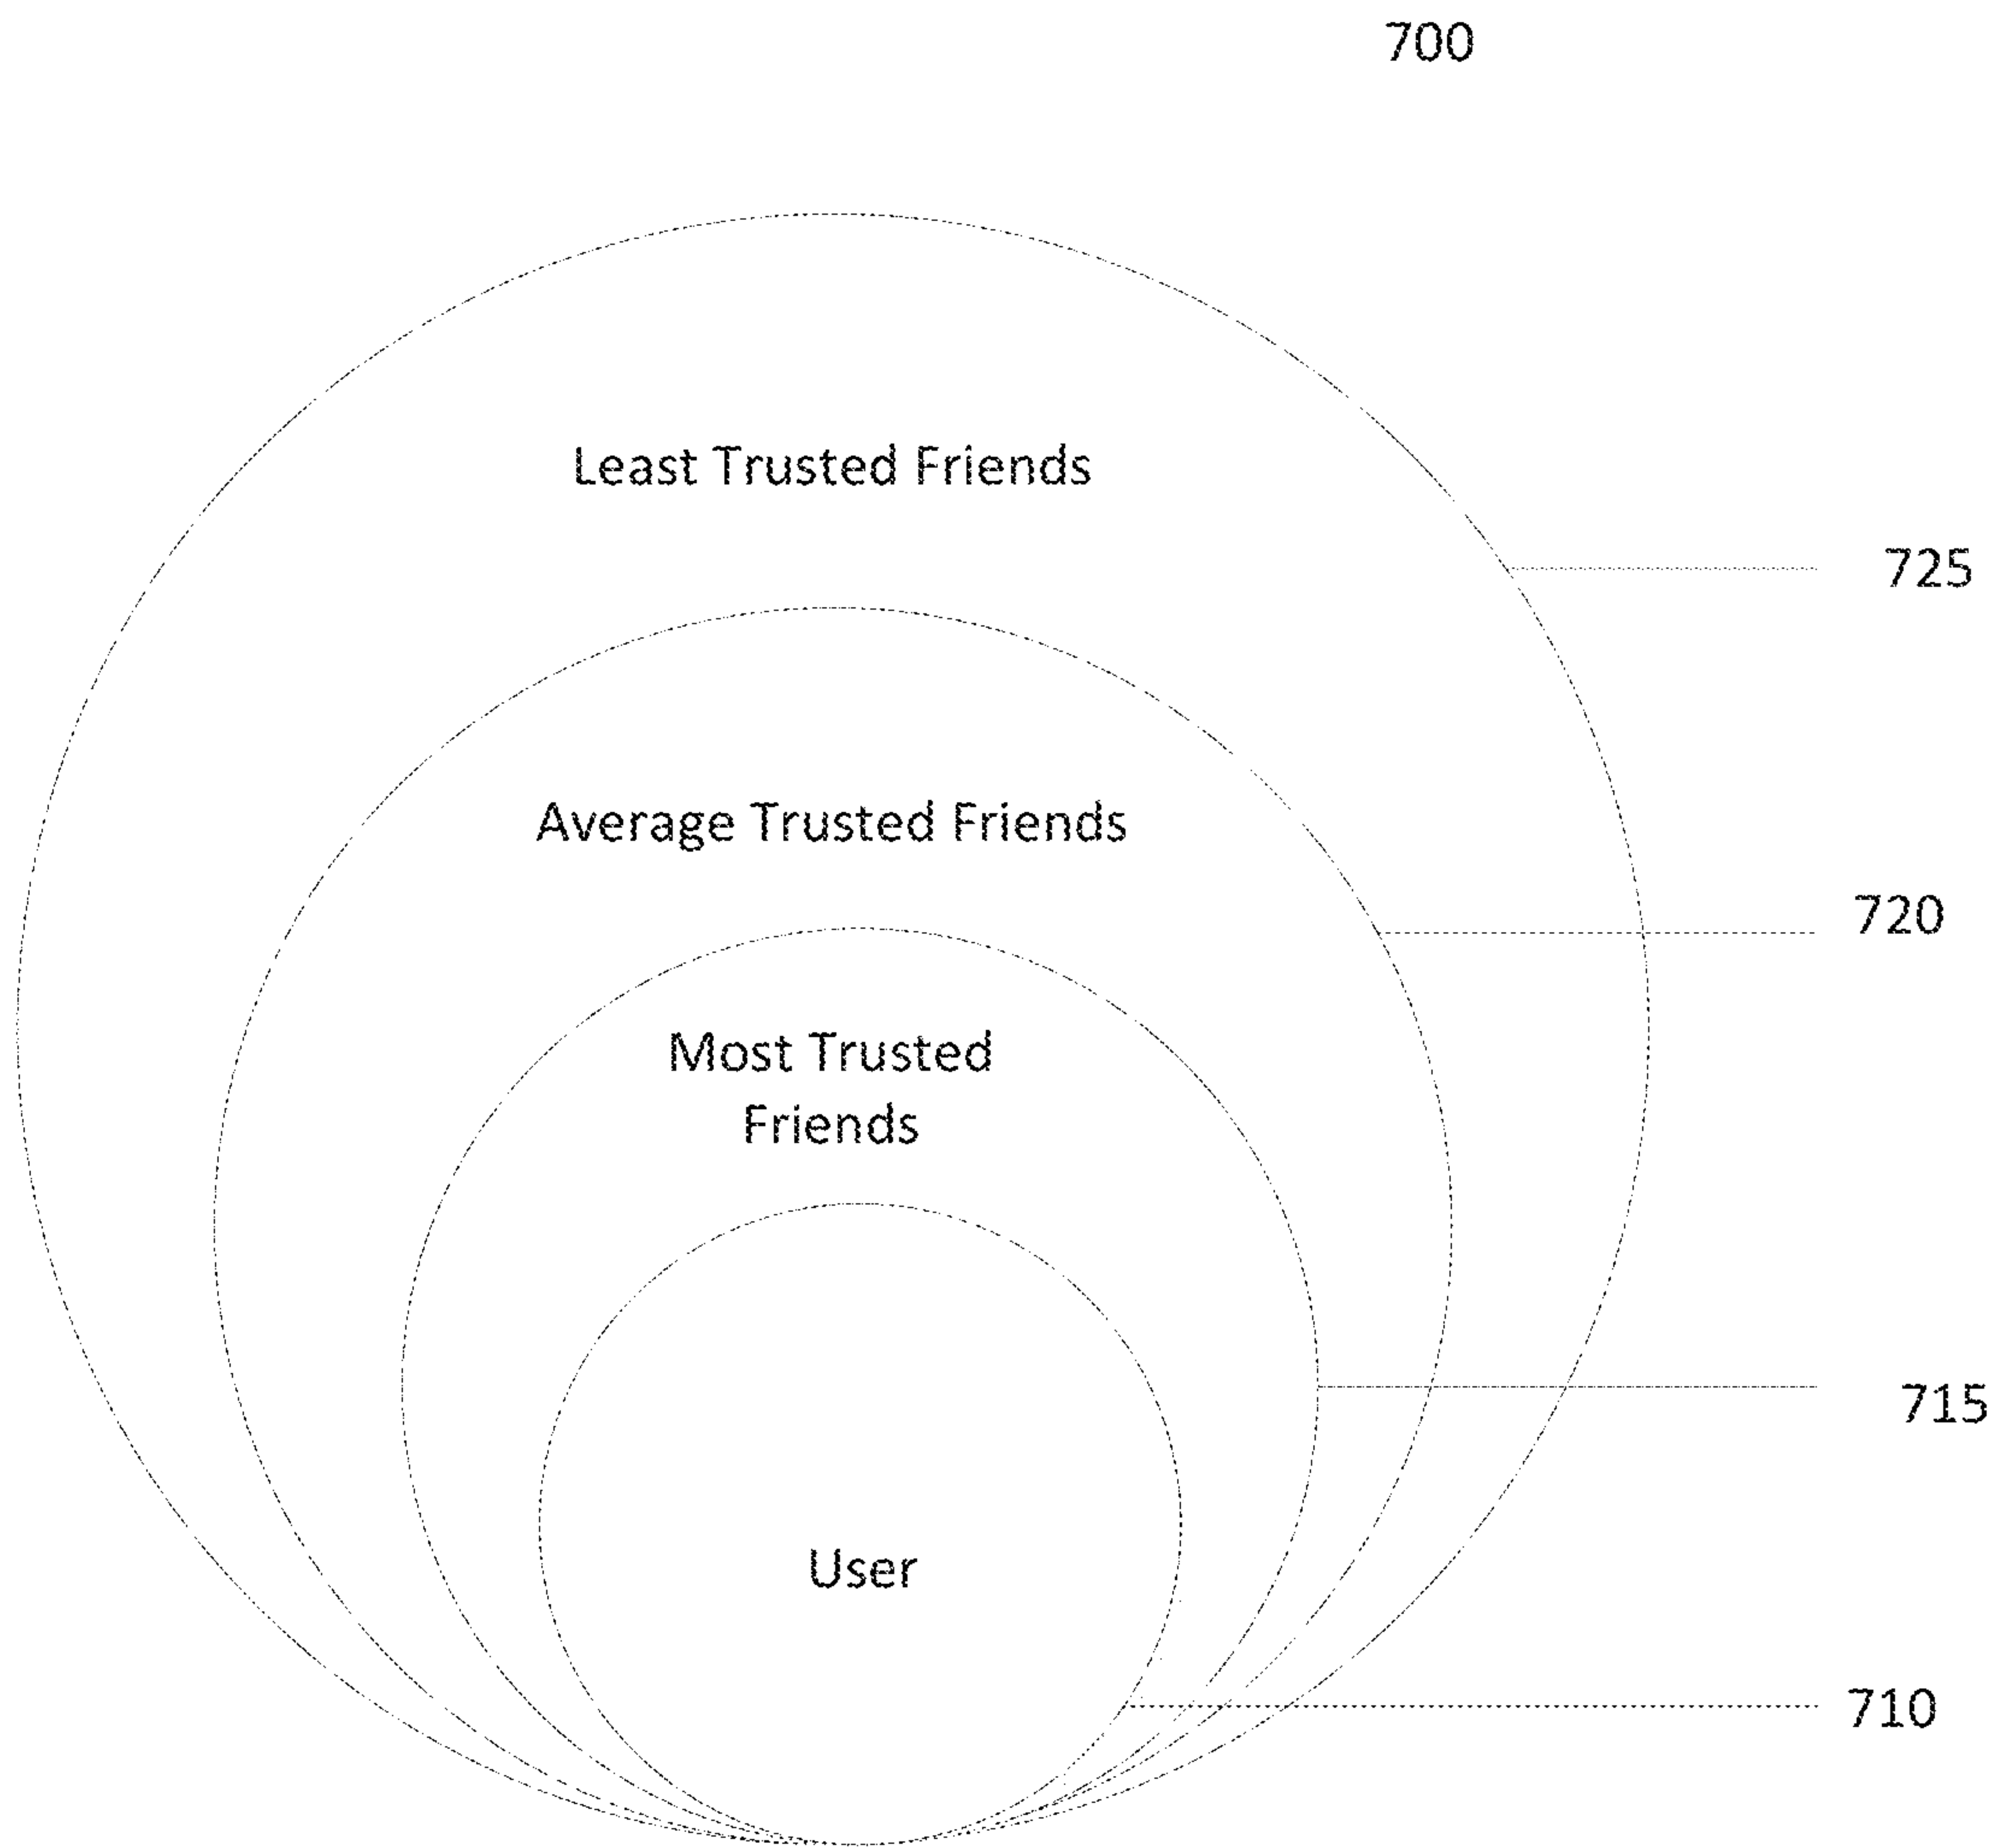 700
Least Trusted Friends
725
Average Trusted Friends
720
Most Trusted
Friends
715
User
710